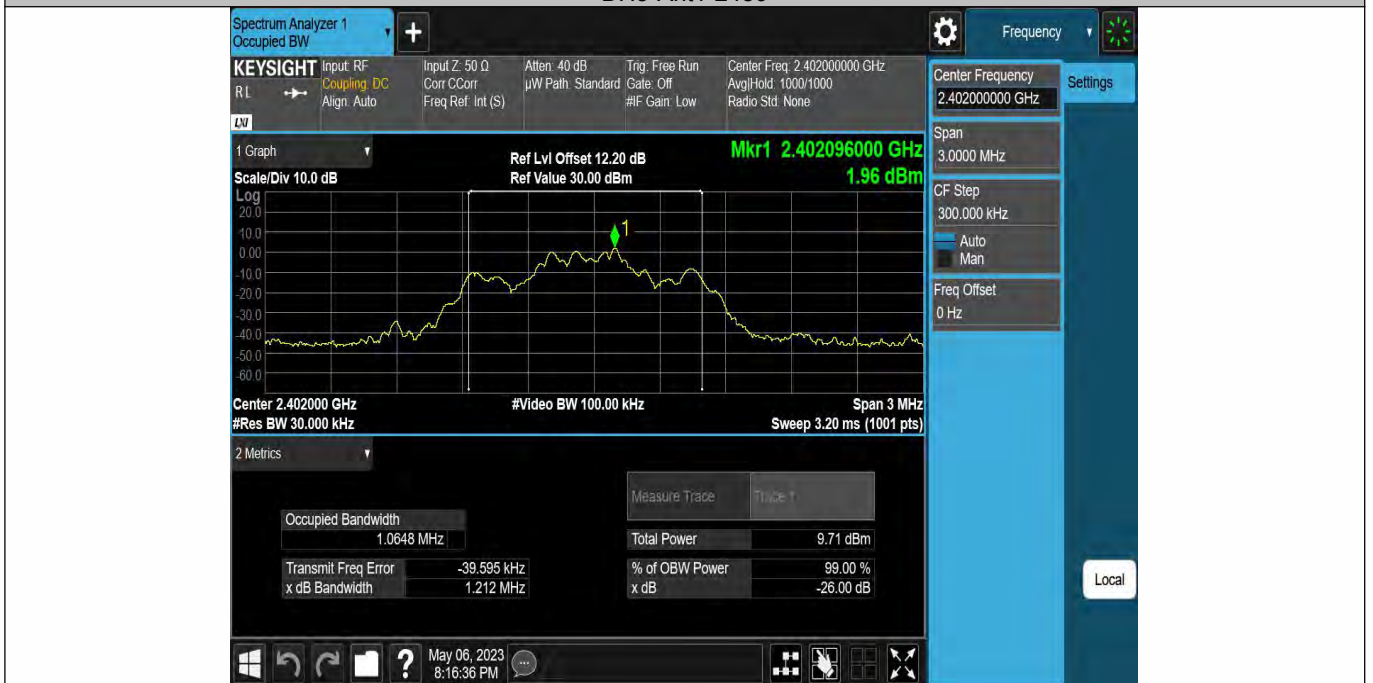 Spectrum Analyzer 1
Occupied BW
Frequency
KEYSIGHT
RL
LXI
Input: RF
Coupling: DC
Align: Auto
Input Z: 50 Ω
Corr CCorr
Freq Ref: Int (S)
Atten: 40 dB
µW Path: Standard
Trig: Free Run
Gate: Off
#IF Gain: Low
Center Freq: 2.402000000 GHz
Avg|Hold: 1000/1000
Radio Std: None
Center Frequency
2.402000000 GHz
Settings
Span
3.0000 MHz
CF Step
300.000 kHz
Auto
Man
Freq Offset
0 Hz
Local
1 Graph
Scale/Div 10.0 dB
Ref Lvl Offset 12.20 dB
Ref Value 30.00 dBm
Mkr1 2.402096000 GHz
1.96 dBm
Log
20.0
10.0
0.00
-10.0
-20.0
-30.0
-40.0
-50.0
-60.0
1
Center 2.402000 GHz
#Video BW 100.00 kHz
Span 3 MHz
#Res BW 30.000 kHz
Sweep 3.20 ms (1001 pts)
2 Metrics
Measure Trace
Trace 1
Occupied Bandwidth
1.0648 MHz
Total Power
9.71 dBm
Transmit Freq Error
-39.595 kHz
% of OBW Power
99.00 %
x dB Bandwidth
1.212 MHz
x dB
-26.00 dB
?
May 06, 2023
8:16:36 PM